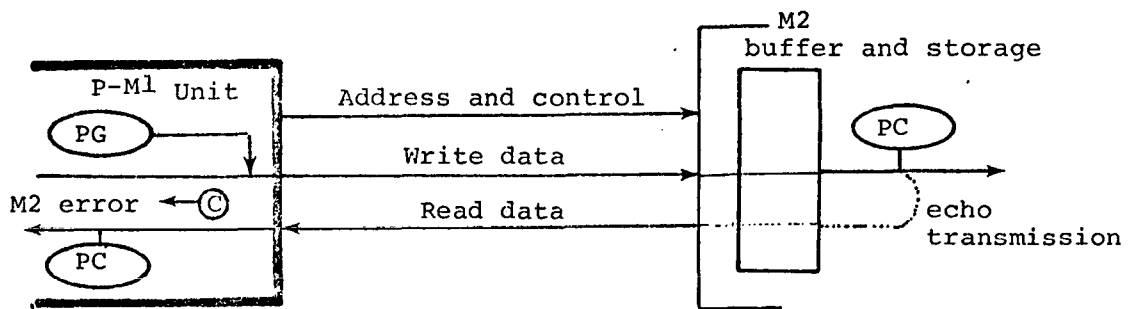 M2
buffer and storage
P-M1 Unit
Address and control
PG
PC
Write data
M2 error
C
Read data
echo
transmission
PC